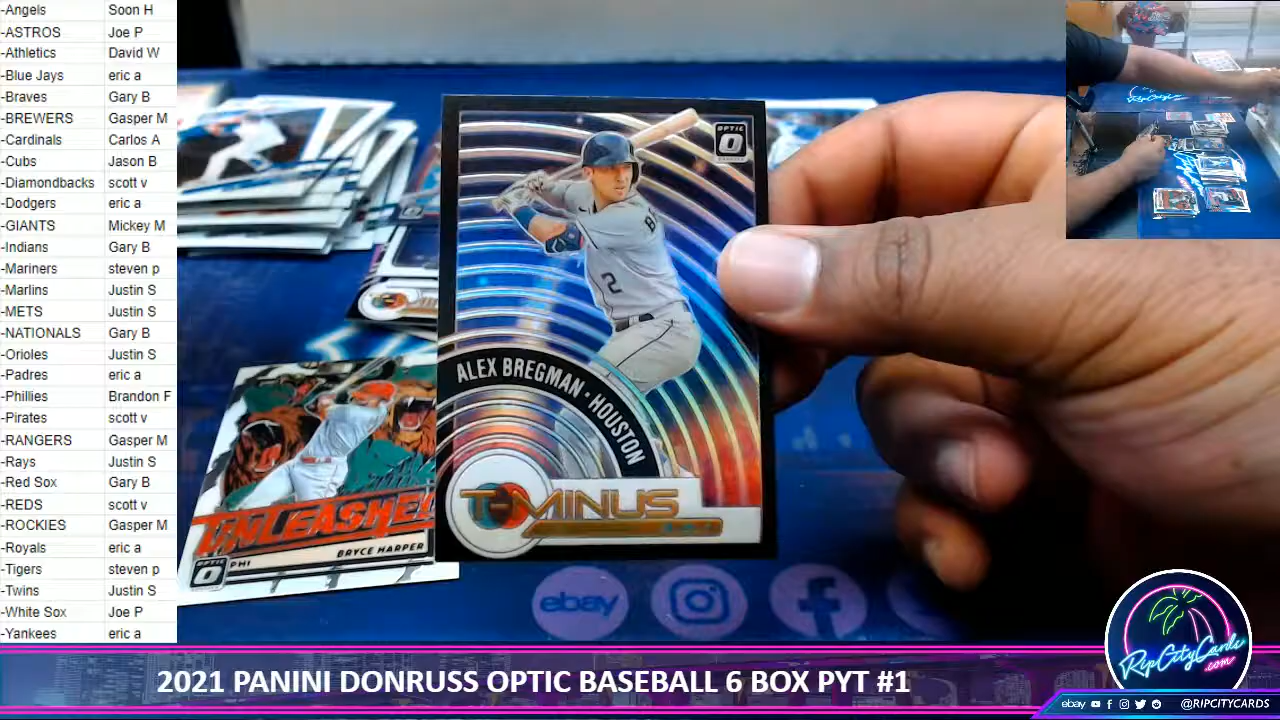 -Angels Soon H
-ASTROS Joe P
-Athletics David W
-Blue Jays eric a
-Braves Gary B
-BREWERS Gasper M
-Cardinals Carlos A
-Cubs Jason B
-Diamondbacks scott v
-Dodgers eric a
-GIANTS Mickey M
-Indians Gary B
-Mariners steven p
-Marlins Justin S
-METS Justin S
-NATIONALS Gary B
-Orioles Justin S
-Padres eric a
-Phillies Brandon F
-Pirates scott v
-RANGERS Gasper M
-Rays Justin S
-Red Sox Gary B
-REDS scott v
-ROCKIES Gasper M
-Royals eric a
-Tigers steven p
-Twins Justin S
-White Sox Joe P
-Yankees eric a
OPTIC
2
ALEX BREGMAN · HOUSTON
T-MINUS
UNLEASHED
BRYCE HARPER
PHI
OPTIC
ebay
RipCityCards
.com
2021 PANINI DONRUSS OPTIC BASEBALL 6 BOX PYT #1
ebay @RIPCITYCARDS